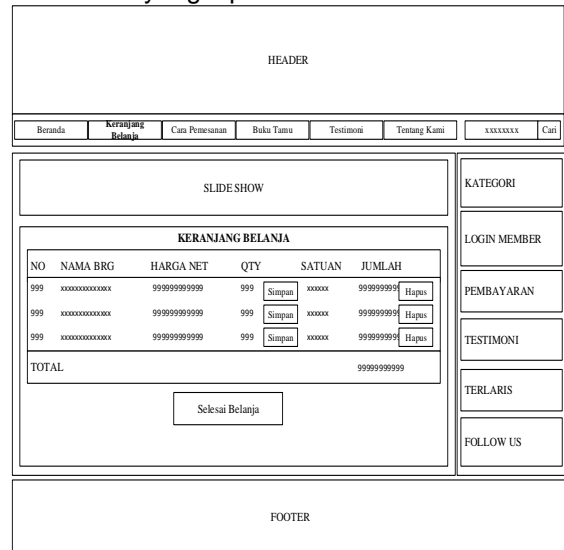 HEADER
Beranda Keranjang Belanja Cara Pemesanan Buku Tamu Testimoni Tentang Kami xxxxxxxx Cari
SLIDE SHOW
KERANJANG BELANJA
NO NAMA BRG HARGA NET QTY SATUAN JUMLAH
999 xxxxxxxxxxxxx 999999999999 999 Simpan xxxxxx 9999999999 Hapus
999 xxxxxxxxxxxxx 999999999999 999 Simpan xxxxxx 9999999999 Hapus
999 xxxxxxxxxxxxx 999999999999 999 Simpan xxxxxx 9999999999 Hapus
TOTAL 99999999999
Selesai Belanja
KATEGORI
LOGIN MEMBER
PEMBAYARAN
TESTIMONI
TERLARIS
FOLLOW US
FOOTER